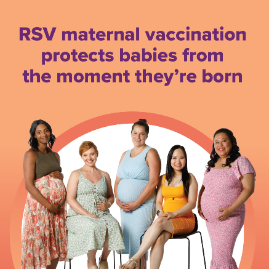 RSV maternal vaccination
protects babies from
the moment they’re born